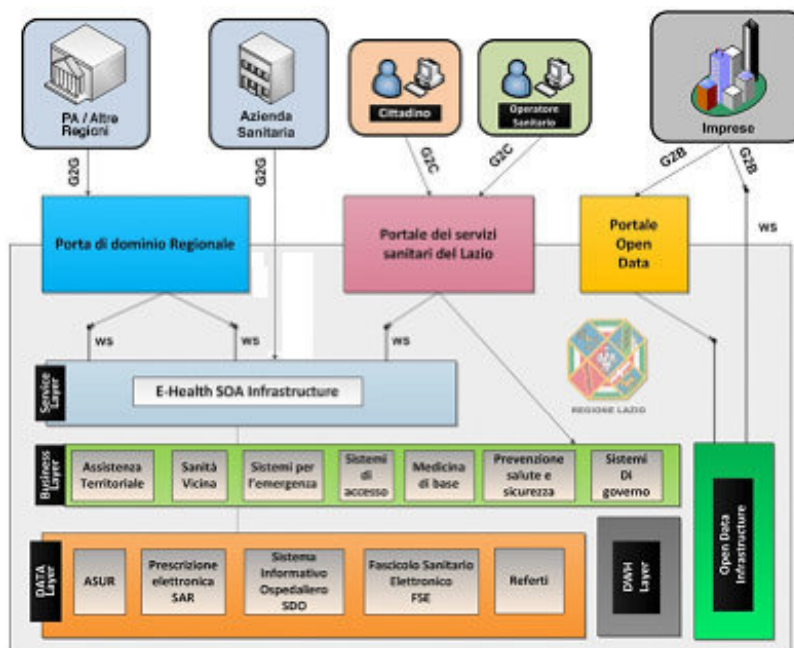 PA / Altre
Regioni
Azienda
Sanitaria
Cittadino
Operatore
Sanitario
Imprese
G2G
G2G
G2C
G2C
G2B
G2B
Porta di dominio Regionale
Portale dei servizi
sanitari del Lazio
Portale
Open
Data
ws
ws
ws
ws
REGIONE LAZIO
Service
Layer
E-Health SOA Infrastructure
Business
Layer
Assistenza
Territoriale
Sanità
Vicina
Sistemi per
l'emergenza
Sistemi
di
accesso
Medicina
di base
Prevenzione
salute e
sicurezza
Sistemi
Di
governo
DATA
Layer
ASUR
Prescrizione
elettronica
SAR
Sistema
Informativo
Ospedaliero
SDO
Fascicolo Sanitario
Elettronico
FSE
Referti
DWH
Layer
Open Data
Infrastructure